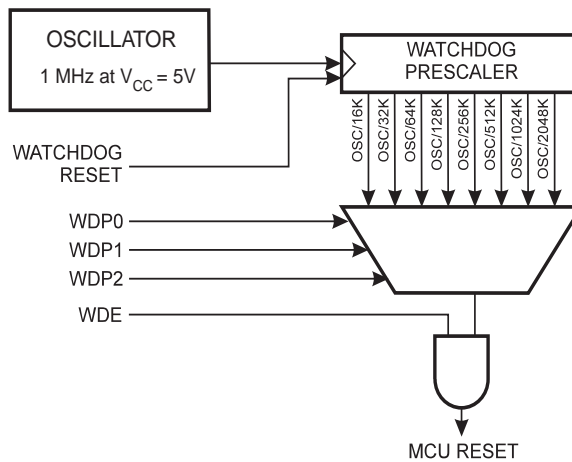 OSCILLATOR
1 MHz at VCC = 5V
WATCHDOG
PRESCALER
OSC/16K
OSC/32K
OSC/64K
OSC/128K
OSC/256K
OSC/512K
OSC/1024K
OSC/2048K
WATCHDOG
RESET
WDP0
WDP1
WDP2
WDE
MCU RESET